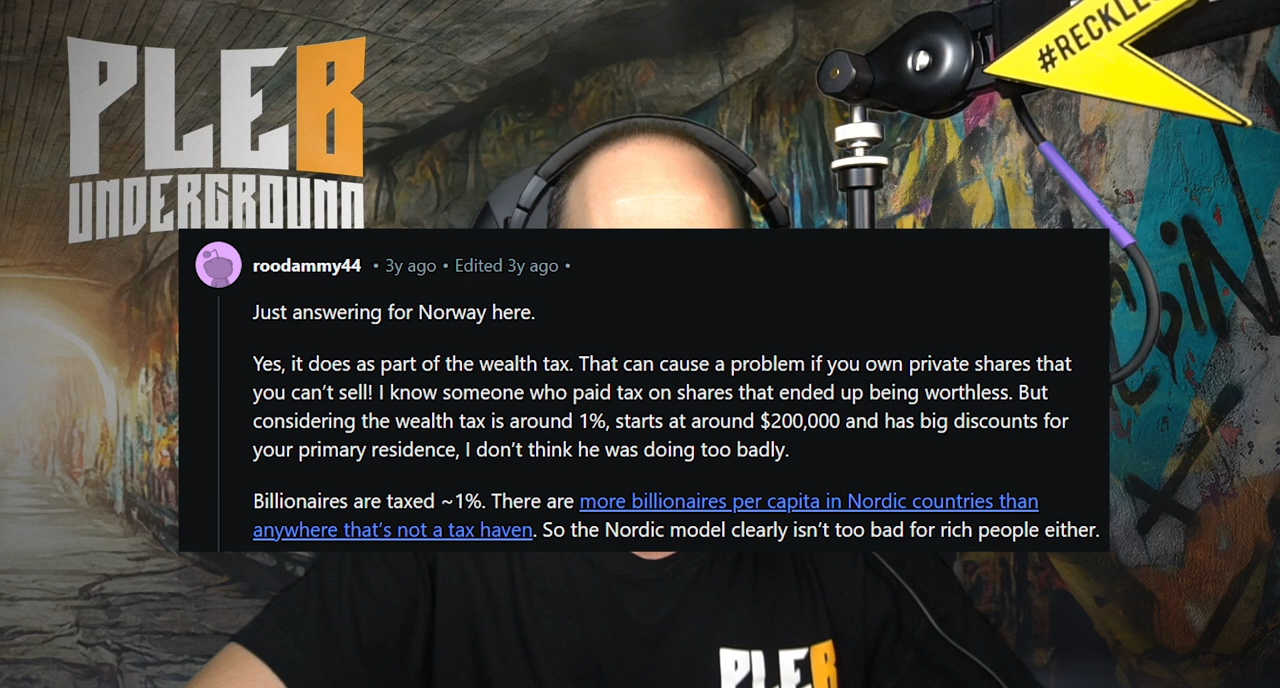 PLEB
UNDERGROUND
#RECKLES
roodammy44 • 3y ago • Edited 3y ago •
Just answering for Norway here.
Yes, it does as part of the wealth tax. That can cause a problem if you own private shares that
you can’t sell! I know someone who paid tax on shares that ended up being worthless. But
considering the wealth tax is around 1%, starts at around $200,000 and has big discounts for
your primary residence, I don’t think he was doing too badly.
Billionaires are taxed ~1%. There are more billionaires per capita in Nordic countries than
anywhere that’s not a tax haven. So the Nordic model clearly isn’t too bad for rich people either.
PLEB